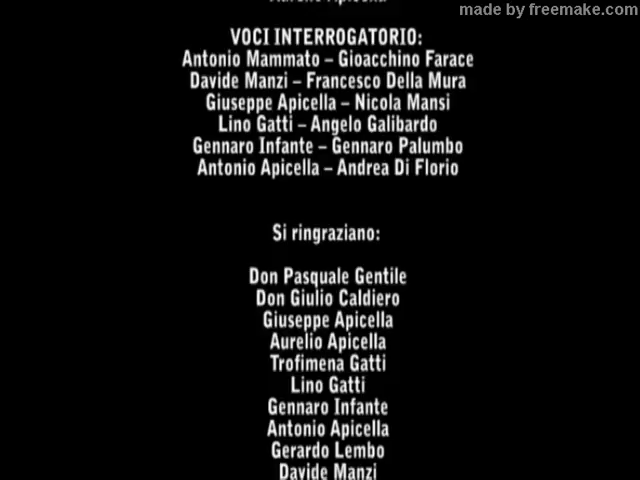 made by freemake.com
Aurelio Apicella
VOCI INTERROGATORIO:
Antonio Mammato – Gioacchino Farace
Davide Manzi – Francesco Della Mura
Giuseppe Apicella – Nicola Mansi
Lino Gatti – Angelo Galibardo
Gennaro Infante – Gennaro Palumbo
Antonio Apicella – Andrea Di Florio
Si ringraziano:
Don Pasquale Gentile
Don Giulio Caldiero
Giuseppe Apicella
Aurelio Apicella
Trofimena Gatti
Lino Gatti
Gennaro Infante
Antonio Apicella
Gerardo Lembo
Davide Manzi